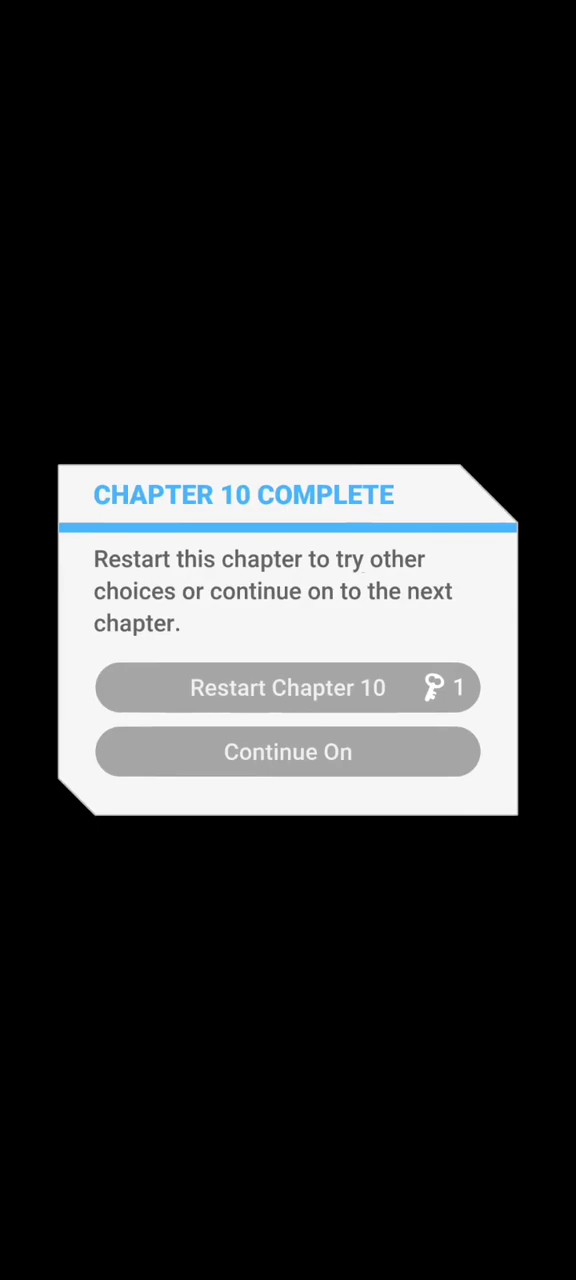 CHAPTER 10 COMPLETE
Restart this chapter to try other
choices or continue on to the next
chapter.
Restart Chapter 10 1
Continue On